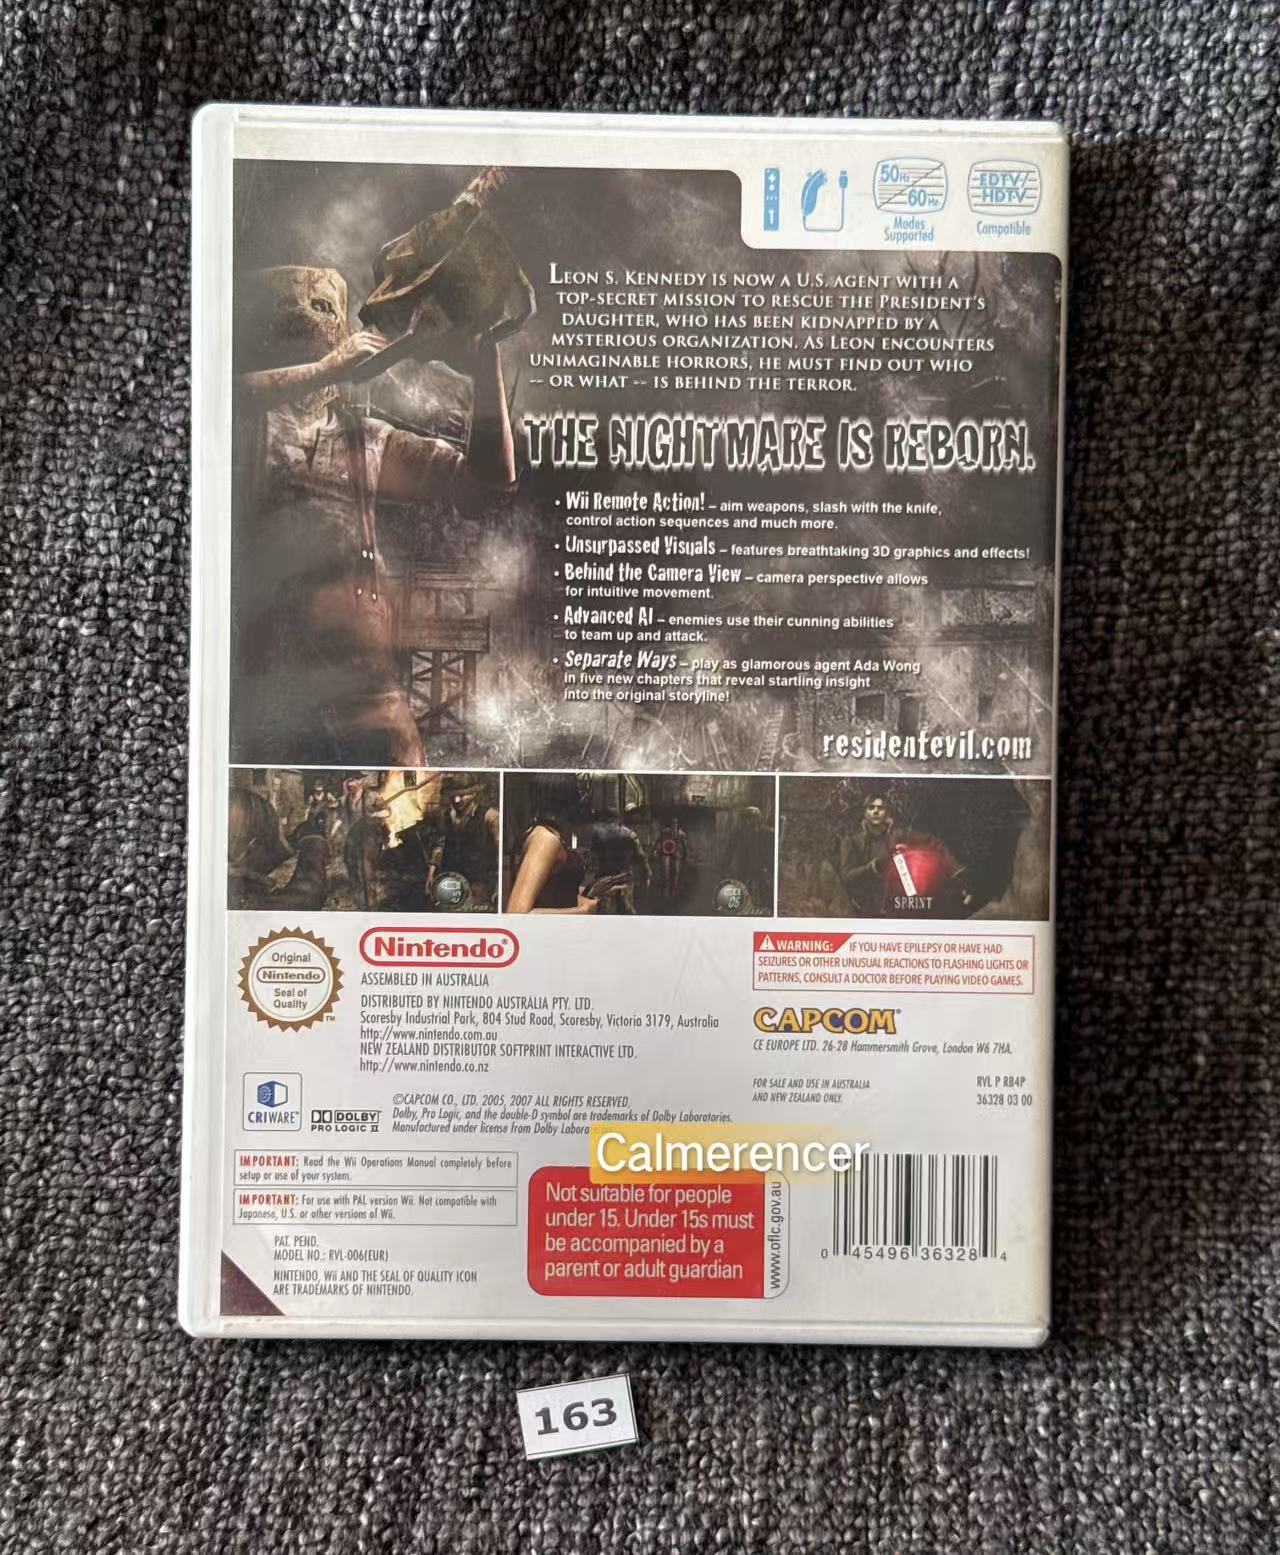 50Hz
60Hz
Modes
Supported
EDTV/
HDTV
Compatible
LEON S. KENNEDY IS NOW A U.S. AGENT WITH A
TOP-SECRET MISSION TO RESCUE THE PRESIDENT'S
DAUGHTER, WHO HAS BEEN KIDNAPPED BY A
MYSTERIOUS ORGANIZATION. AS LEON ENCOUNTERS
UNIMAGINABLE HORRORS, HE MUST FIND OUT WHO
-- OR WHAT -- IS BEHIND THE TERROR.
THE NIGHTMARE IS REBORN.
• Wii Remote Action! – aim weapons, slash with the knife,
control action sequences and much more.
• Unsurpassed Visuals – features breathtaking 3D graphics and effects!
• Behind the Camera View – camera perspective allows
for intuitive movement.
• Advanced AI – enemies use their cunning abilities
to team up and attack.
• Separate Ways – play as glamorous agent Ada Wong
in five new chapters that reveal startling insight
into the original storyline!
residentevil.com
SPRINT
Original
Nintendo
Seal of
Quality
TM
Nintendo®
ASSEMBLED IN AUSTRALIA
DISTRIBUTED BY NINTENDO AUSTRALIA PTY. LTD.
Scoresby Industrial Park, 804 Stud Road, Scoresby, Victoria 3179, Australia
http://www.nintendo.com.au
NEW ZEALAND DISTRIBUTOR SOFTPRINT INTERACTIVE LTD.
http://www.nintendo.co.nz
WARNING: IF YOU HAVE EPILEPSY OR HAVE HAD
SEIZURES OR OTHER UNUSUAL REACTIONS TO FLASHING LIGHTS OR
PATTERNS, CONSULT A DOCTOR BEFORE PLAYING VIDEO GAMES.
CAPCOM®
CE EUROPE LTD. 26-28 Hammersmith Grove, London W6 7HA.
FOR SALE AND USE IN AUSTRALIA
AND NEW ZEALAND ONLY.
RVL P RB4P
36328 03 00
CRIWARE™
DOLBY
PRO LOGIC II
©CAPCOM CO., LTD. 2005, 2007 ALL RIGHTS RESERVED.
Dolby, Pro Logic, and the double-D symbol are trademarks of Dolby Laboratories.
Manufactured under license from Dolby Labora
Calmerencer
IMPORTANT: Read the Wii Operations Manual completely before
setup or use of your system.
IMPORTANT: For use with PAL version Wii. Not compatible with
Japanese, U.S. or other versions of Wii.
PAT. PEND.
MODEL NO.: RVL-006(EUR)
NINTENDO, Wii AND THE SEAL OF QUALITY ICON
ARE TRADEMARKS OF NINTENDO.
Not suitable for people
under 15. Under 15s must
be accompanied by a
parent or adult guardian
www.oflc.gov.au
0 45496 36328 4
163